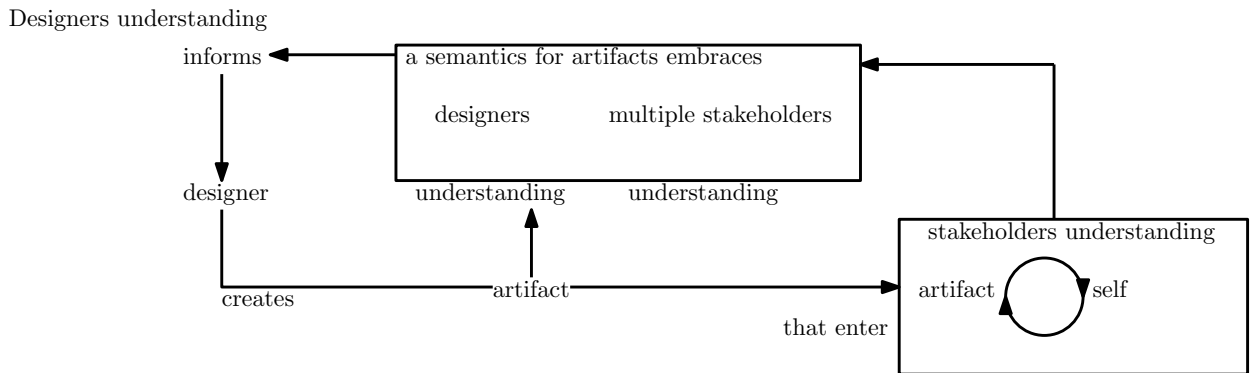 Designers understanding
informs
a semantics for artifacts embraces
designers
multiple stakeholders
designer
understanding
understanding
stakeholders understanding
creates
artifact
artifact
self
that enter